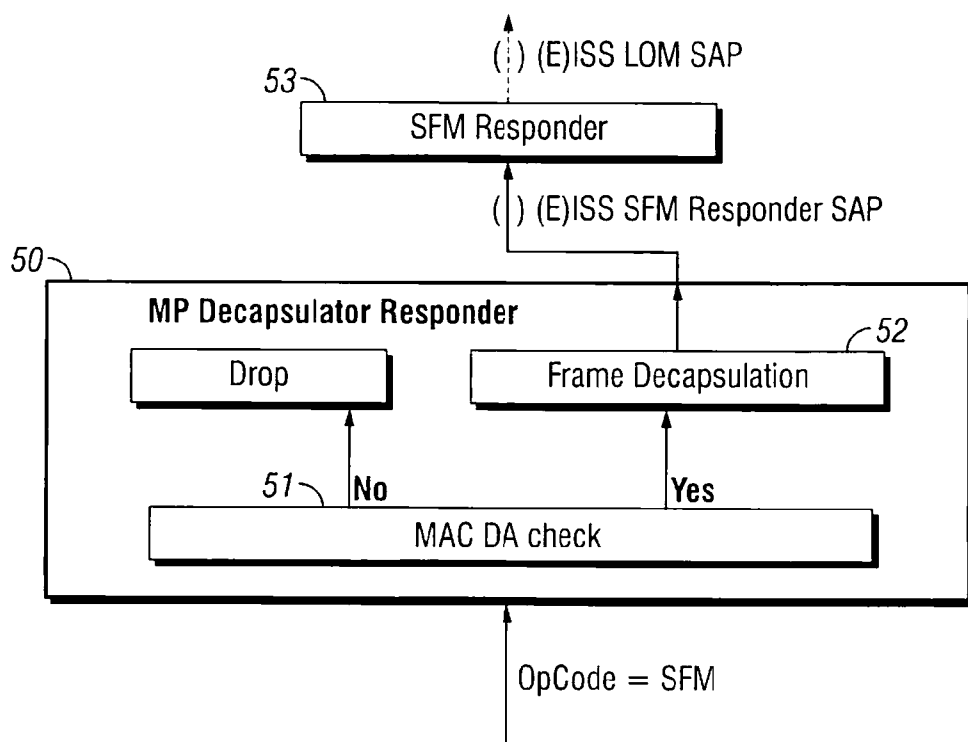 ( ) (E)ISS LOM SAP
53
SFM Responder
( ) (E)ISS SFM Responder SAP
50
MP Decapsulator Responder
52
Drop
Frame Decapsulation
51
No
Yes
MAC DA check
OpCode = SFM